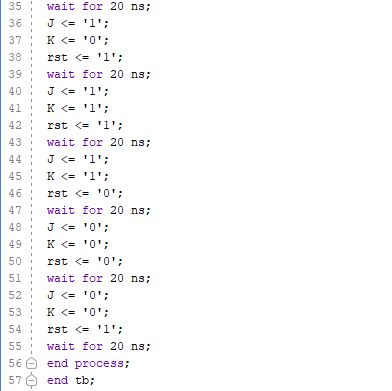 35 wait for 20 ns;
36 J <= '1';
37 K <= '0';
38 rst <= '1';
39 wait for 20 ns;
40 J <= '1';
41 K <= '1';
42 rst <= '1';
43 wait for 20 ns;
44 J <= '1';
45 K <= '1';
46 rst <= '0';
47 wait for 20 ns;
48 J <= '0';
49 K <= '0';
50 rst <= '0';
51 wait for 20 ns;
52 J <= '0';
53 K <= '0';
54 rst <= '1';
55 wait for 20 ns;
56 end process;
57 end tb;